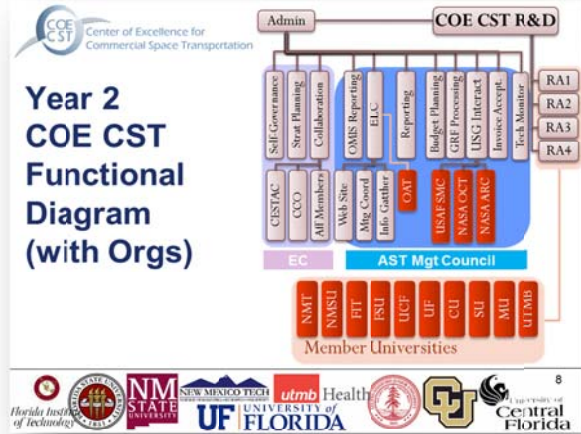 COE
CST
Center of Excellence for
Commercial Space Transportation
Year 2
COE CST
Functional
Diagram
(with Orgs)
Admin
COE CST R&D
Self-Governance
Strat Planning
Collaboration
OMIS Reporting
ELC
Reporting
Budget Planning
GRF Processing
USG Interact
Invoice Accept.
Tech Monitor
RA1
RA2
RA3
RA4
CESTAC
CCO
Aff Members
Web Site
Mtg Coord
Info Gatther
OAT
USAF SMC
NASA OCT
NASA ARC
EC
AST Mgt Council
NMT
NMSU
FIT
FSU
UCF
UF
CU
SU
MU
UTMB
Member Universities
Florida Institute
of Technology
NM
STATE
UNIVERSITY
NEW MEXICO TECH
utmb Health
UF UNIVERSITY of
FLORIDA
CU
University of
Central
Florida
8